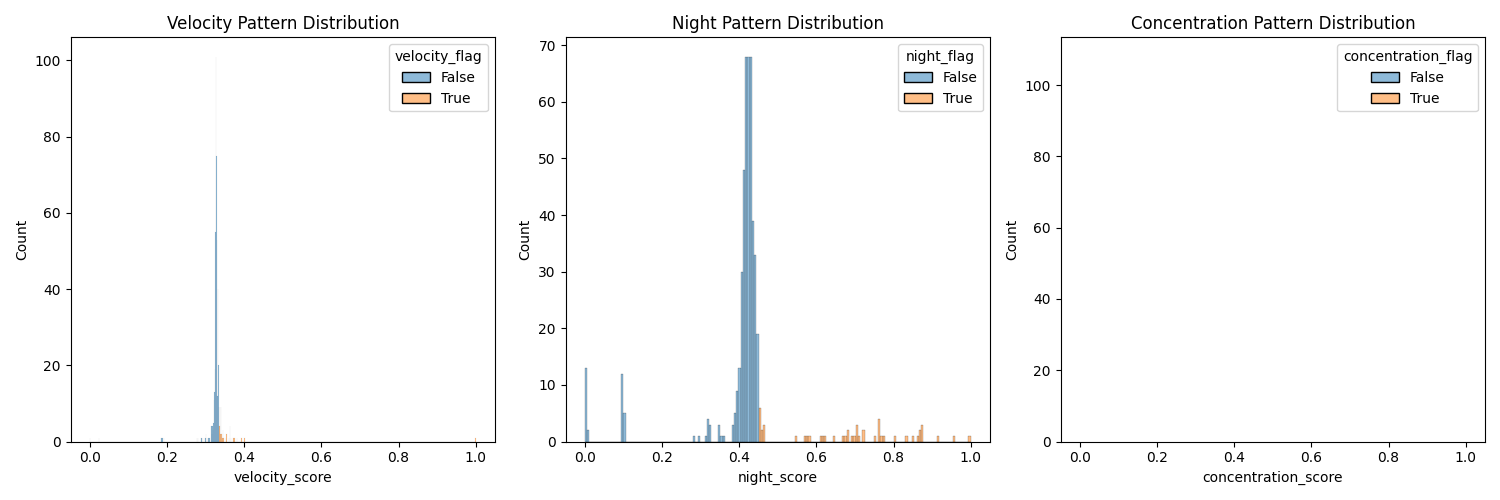 Velocity Pattern Distribution
velocity_flag
False
True
Count
100
80
60
40
20
0
0.0 0.2 0.4 0.6 0.8 1.0
velocity_score
Night Pattern Distribution
night_flag
False
True
Count
70
60
50
40
30
20
10
0
0.0 0.2 0.4 0.6 0.8 1.0
night_score
Concentration Pattern Distribution
concentration_flag
False
True
Count
100
80
60
40
20
0
0.0 0.2 0.4 0.6 0.8 1.0
concentration_score